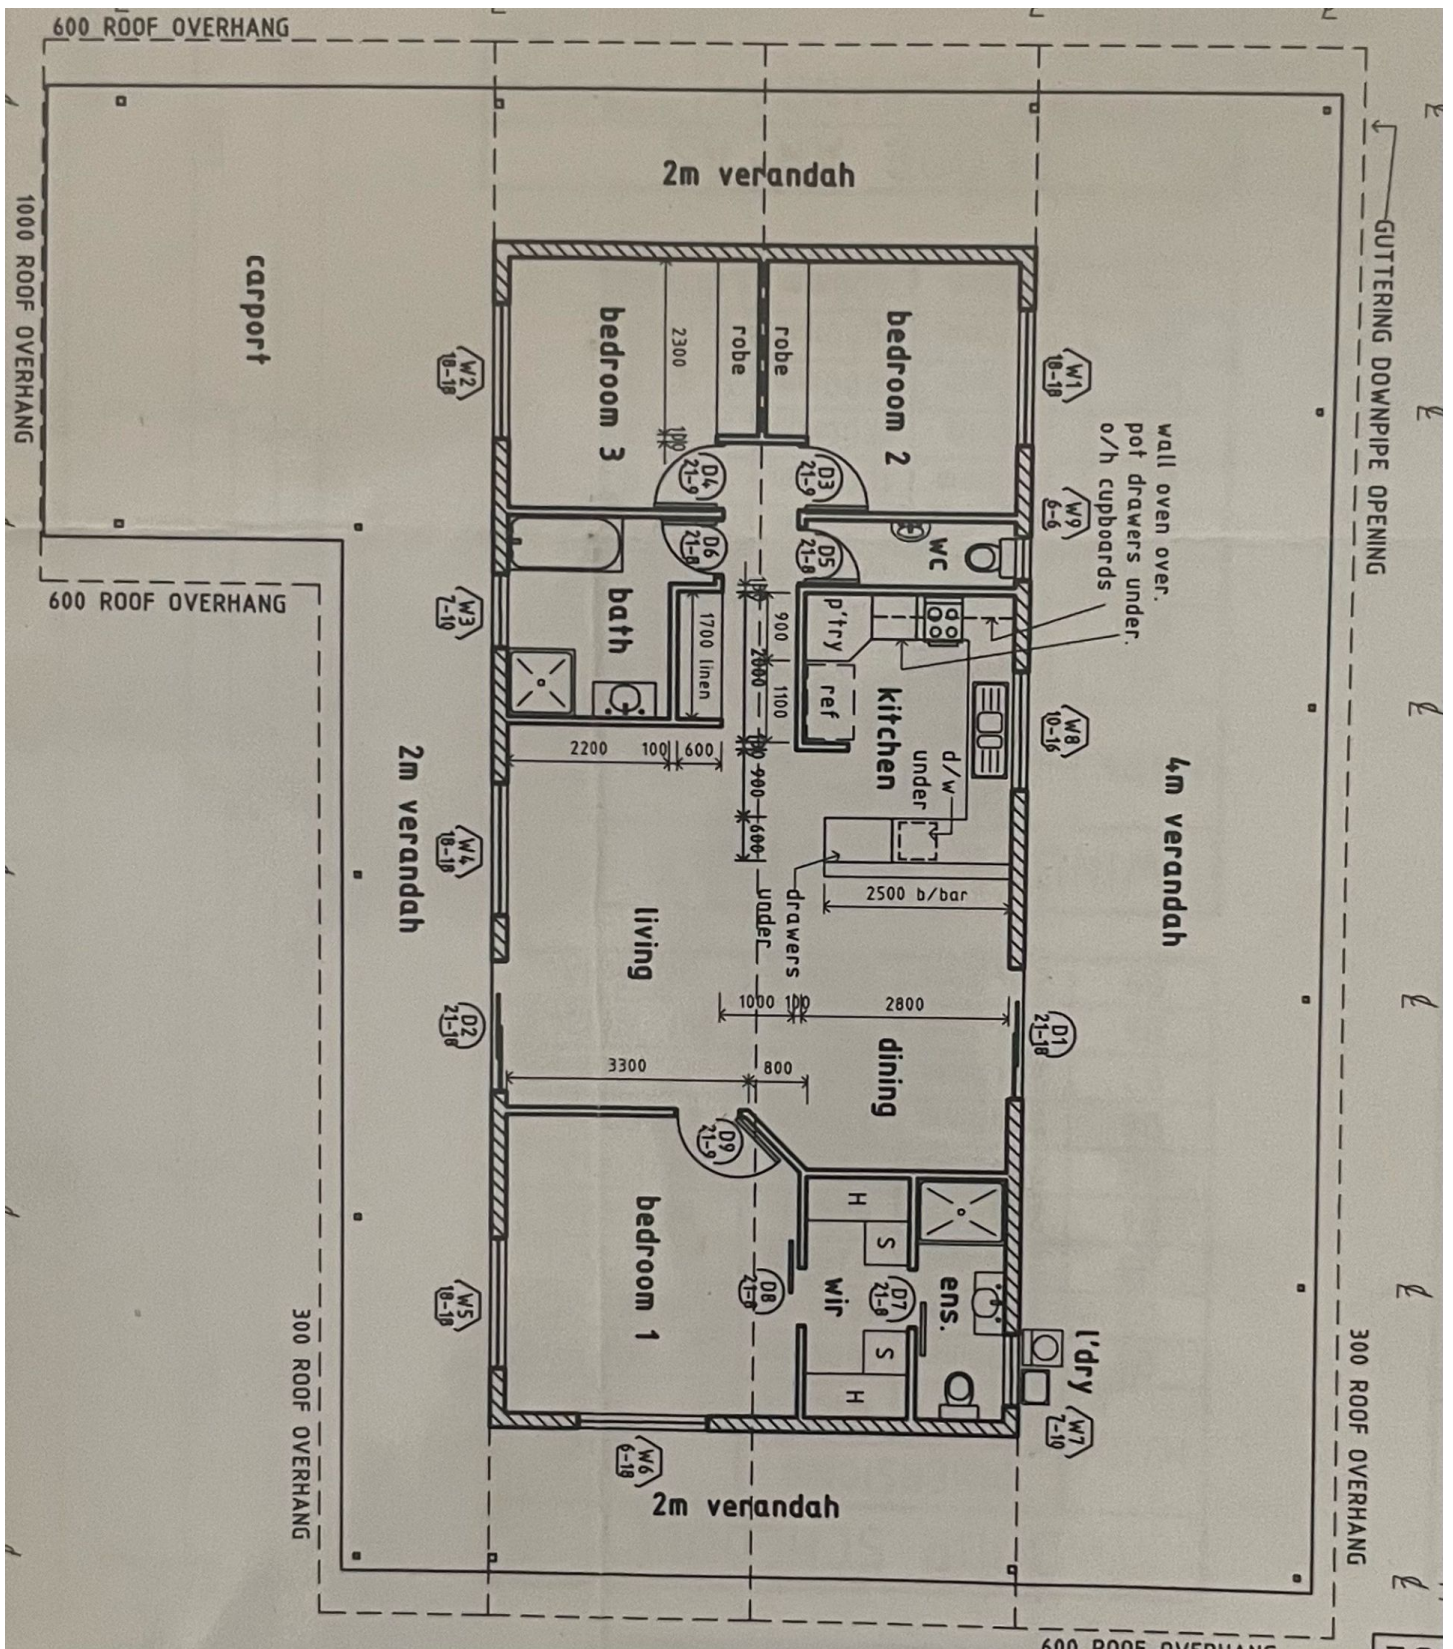 600 ROOF OVERHANG
2m verandah
GUTTERING DOWNPIPE OPENING
1000 ROOF OVERHANG
carport
bedroom 3
2300
100
robe
robe
bedroom 2
W2
18-18
W1
18-18
wall oven over.
pot drawers under.
o/h cupboards
D4
21-9
D3
21-9
W9
6-6
D6
21-8
D5
21-8
wc
600 ROOF OVERHANG
W3
7-10
bath
1700 linen
900
2000
1100
p'try
ref
kitchen
W8
10-16
2200
100
600
900
600
d/w
under
2m verandah
4m verandah
W4
18-18
2500 b/bar
drawers
under
living
1000
100
2800
D2
21-18
D1
21-18
dining
3300
800
D9
21-9
bedroom 1
H
S
D8
21-8
wir
D7
21-8
ens.
S
H
l'dry
W5
18-18
W7
7-10
W6
6-18
300 ROOF OVERHANG
300 ROOF OVERHANG
2m verandah
600 ROOF OVERHANG